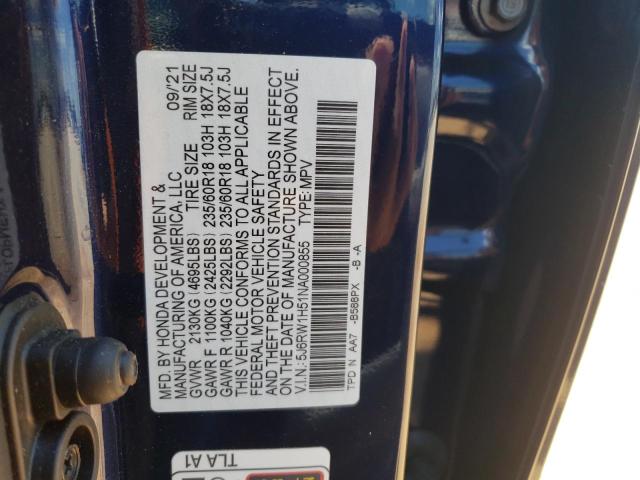 MFD. BY HONDA DEVELOPMENT & 09/'21
MANUFACTURING OF AMERICA, LLC
GVWR 2130KG (4695LBS) TIRE SIZE RIM SIZE
GAWR F 1100KG (2425LBS) 235/60R18 103H 18X7.5J
GAWR R 1040KG (2292LBS) 235/60R18 103H 18X7.5J
THIS VEHICLE CONFORMS TO ALL APPLICABLE
FEDERAL MOTOR VEHICLE SAFETY
AND THEFT PREVENTION STANDARDS IN EFFECT
ON THE DATE OF MANUFACTURE SHOWN ABOVE.
V.I.N.: 5J6RW1H51NA000855 TYPE: MPV
TPD N AA7 -B588PX -B -A
TLA A1